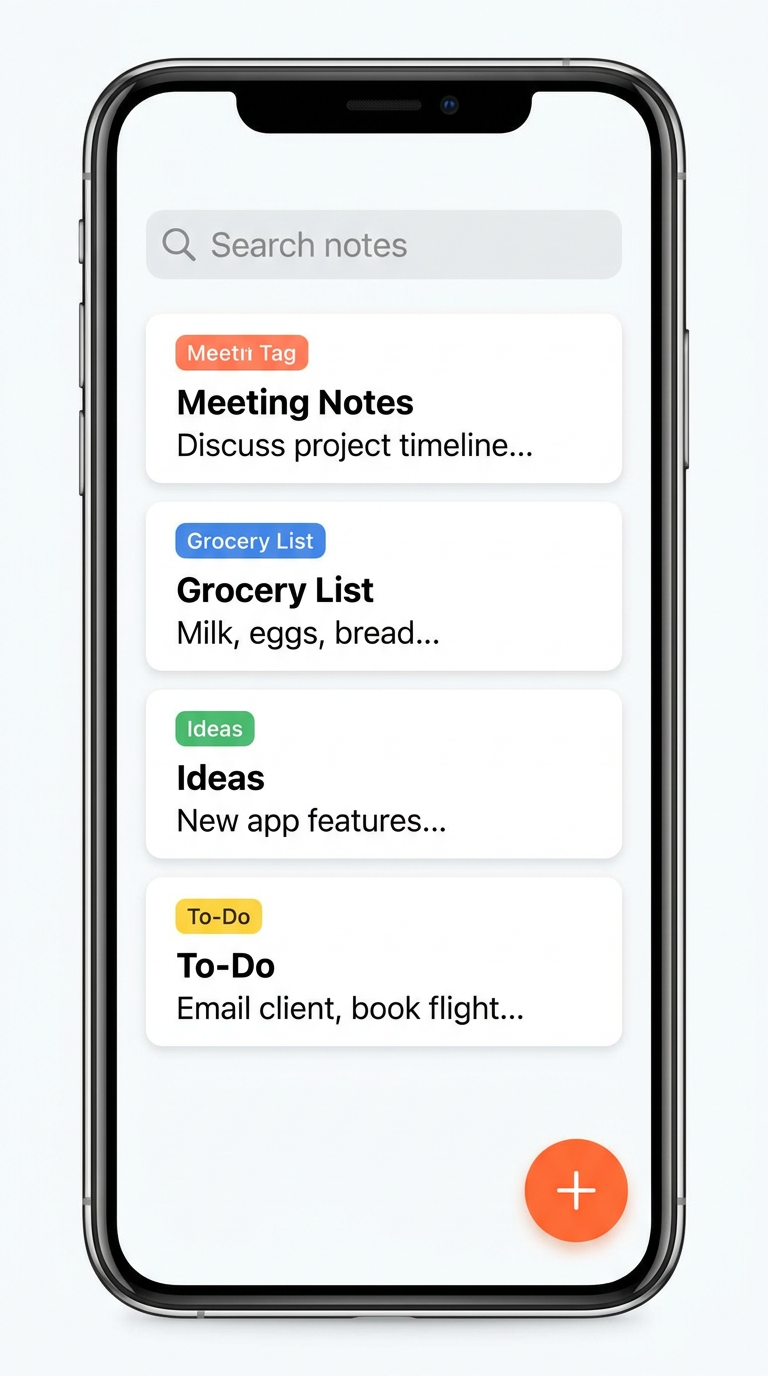 Search notes
Tag
Meeting Notes
Discuss project timeline...
Grocery List
Grocery List
Milk, eggs, bread...
Ideas
Ideas
New app features...
To-Do
To-Do
Email client, book flight...